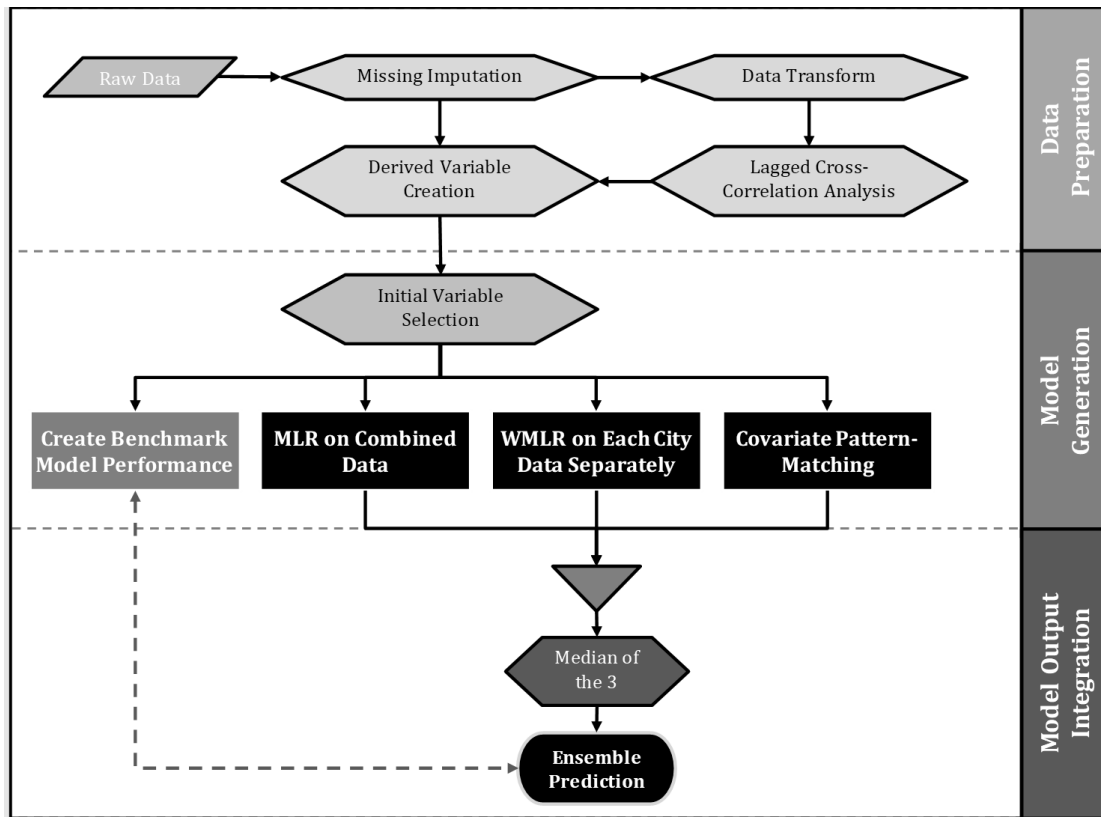 Raw Data
Missing Imputation
Data Transform
Derived Variable
Creation
Lagged Cross-
Correlation Analysis
Data
Preparation
Initial Variable
Selection
Create Benchmark
Model Performance
MLR on Combined
Data
WMLR on Each City
Data Separately
Covariate Pattern-
Matching
Model
Generation
Median of
the 3
Ensemble
Prediction
Model Output
Integration